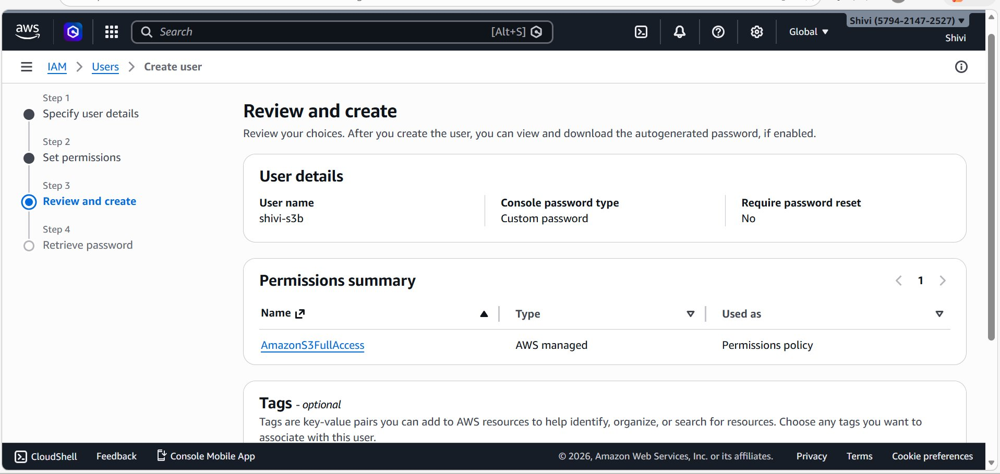 aws
Search
[Alt+S]
Global
Shivi (5794-2147-2527)
Shivi
IAM
Users
Create user
Step 1
Specify user details
Step 2
Set permissions
Step 3
Review and create
Step 4
Retrieve password
Review and create
Review your choices. After you create the user, you can view and download the autogenerated password, if enabled.
User details
User name
shivi-s3b
Console password type
Custom password
Require password reset
No
Permissions summary
1
Name
Type
Used as
AmazonS3FullAccess
AWS managed
Permissions policy
Tags - optional
Tags are key-value pairs you can add to AWS resources to help identify, organize, or search for resources. Choose any tags you want to
associate with this user.
CloudShell
Feedback
Console Mobile App
© 2026, Amazon Web Services, Inc. or its affiliates.
Privacy
Terms
Cookie preferences